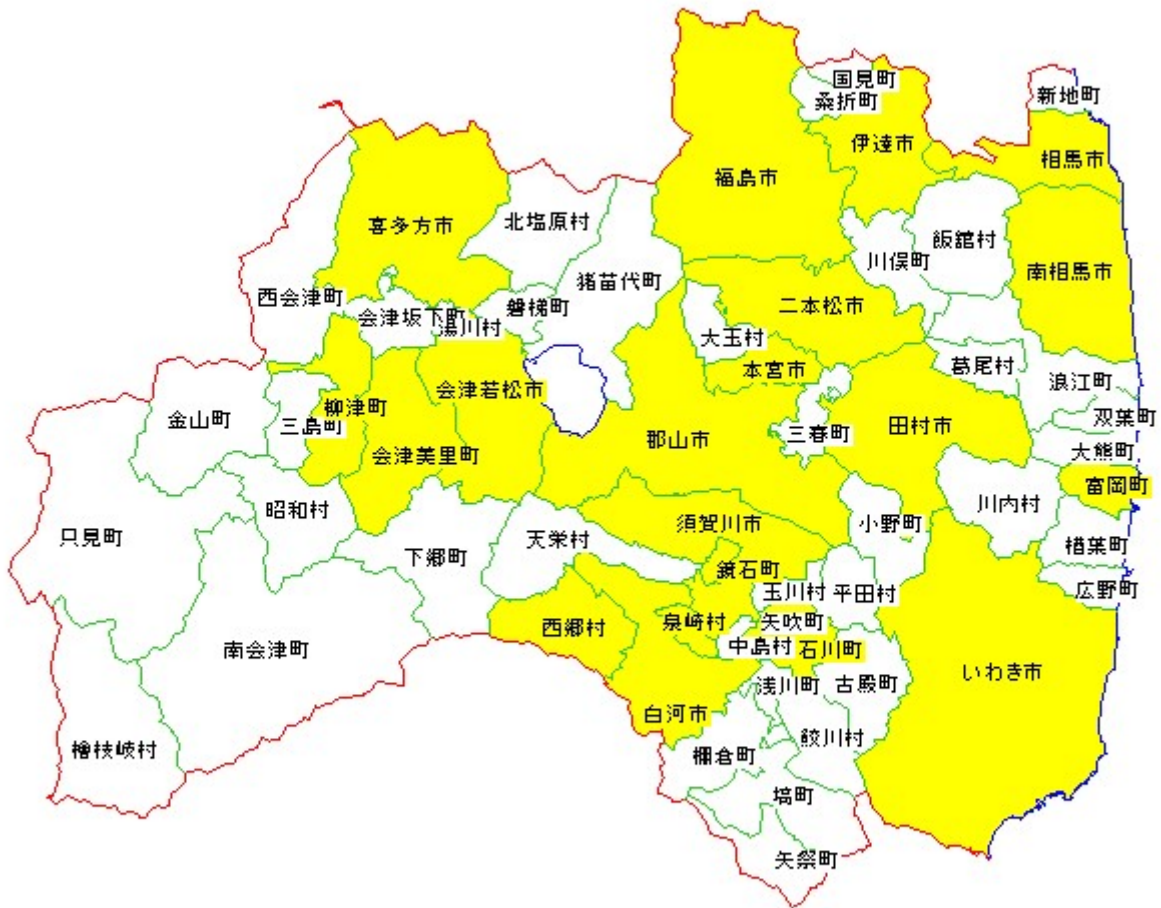 国見町
桑折町
新地町
伊達市
相馬市
福島市
喜多方市
北塩原村
飯舘村
川俣町
南相馬市
猪苗代町
西会津町
会津坂下町
湯川村
磐梯町
二本松市
大玉村
本宮市
葛尾村
浪江町
双葉町
会津若松市
柳津町
金山町
三島町
会津美里町
郡山市
三春町
田村市
大熊町
富岡町
川内村
昭和村
只見町
下郷町
天栄村
須賀川市
小野町
楢葉町
広野町
鏡石町
玉川村
平田村
西郷村
泉崎村
矢吹町
中島村
石川町
南会津町
いわき市
浅川町
古殿町
白河市
鮫川村
檜枝岐村
棚倉町
塙町
矢祭町